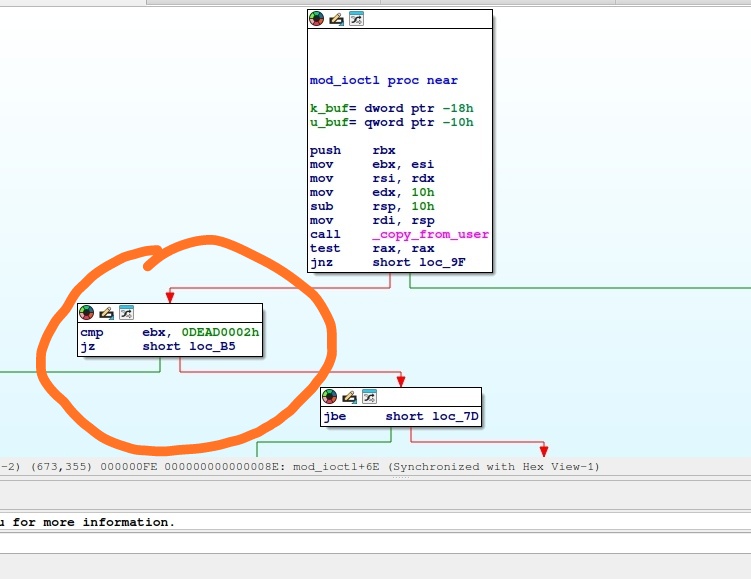 mod_ioctl proc near
k_buf= dword ptr -18h
u_buf= qword ptr -10h
push rbx
mov ebx, esi
mov rsi, rdx
mov edx, 10h
sub rsp, 10h
mov rdi, rsp
call _copy_from_user
test rax, rax
jnz short loc_9F
cmp ebx, 0DEAD0002h
jz short loc_B5
jbe short loc_7D
-2) (673,355) 000000FE 000000000000008E: mod_ioctl+6E (Synchronized with Hex View-1)
u for more information.